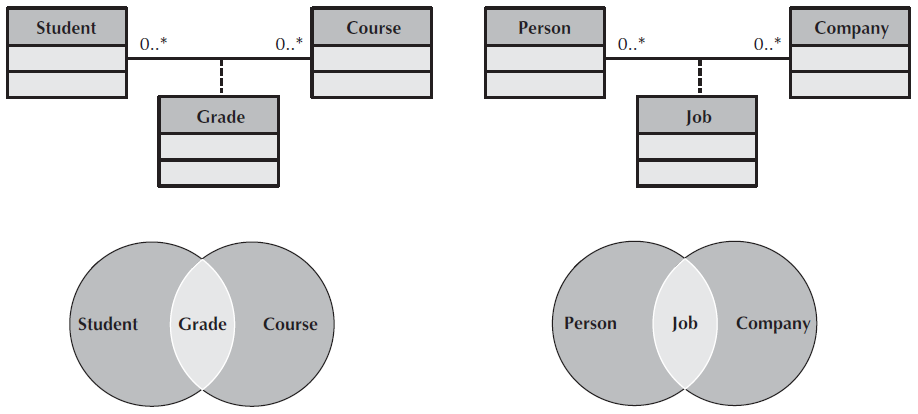 Student
0..*
0..*
Course
Grade
Person
0..*
0..*
Company
Job
Student
Grade
Course
Person
Job
Company